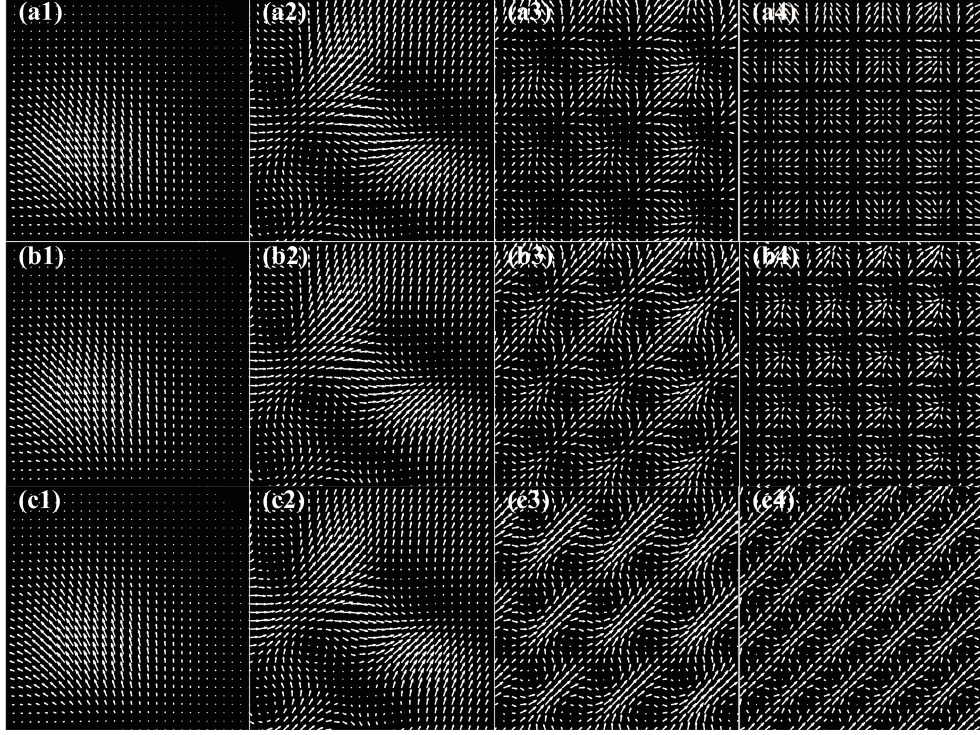 (a1) (a2) (a3) (a4)
(b1) (b2) (b3) (b4)
(c1) (c2) (c3) (c4)